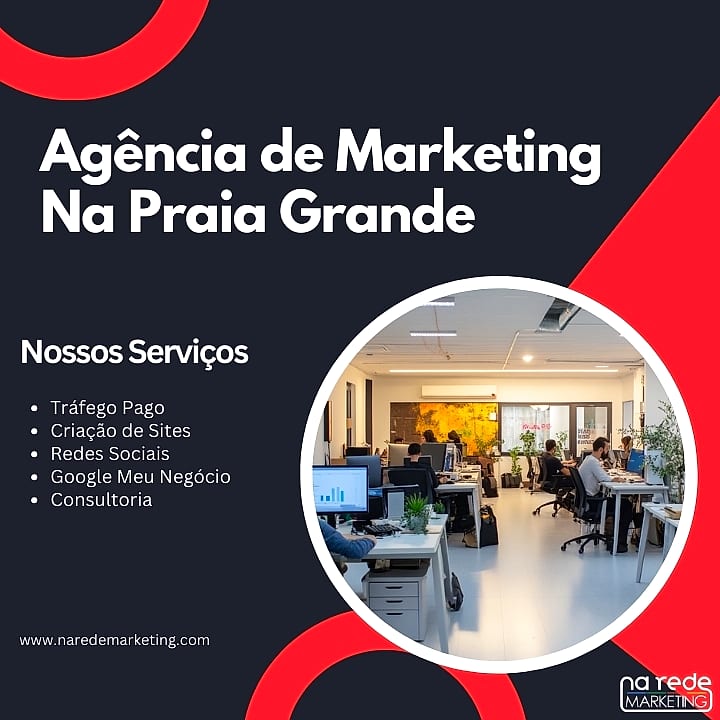 Agência de Marketing
Na Praia Grande
Nossos Serviços
Tráfego Pago
Criação de Sites
Redes Sociais
Google Meu Negócio
Consultoria
www.naredemarketing.com
na rede
MARKETING